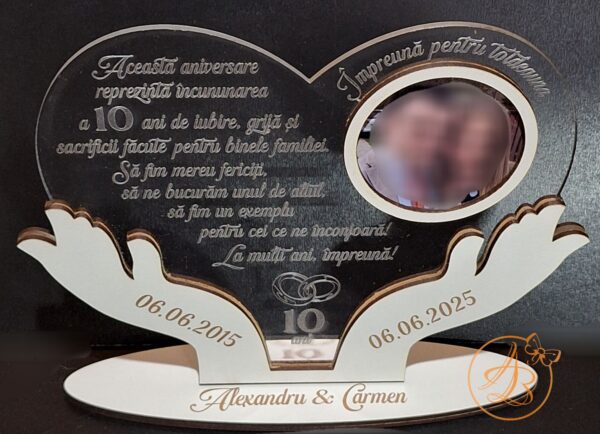 Această aniversare
reprezintă încununarea
a 10 ani de iubire, grijă și
sacrificii făcute pentru binele familiei.
Să fim mereu fericiți,
să ne bucurăm unul de altul,
să fim un exemplu
pentru cei ce ne înconjoară!
La mulți ani, împreună!
Împreună pentru totdeauna
10
ani
06.06.2015
06.06.2025
Alexandru & Carmen